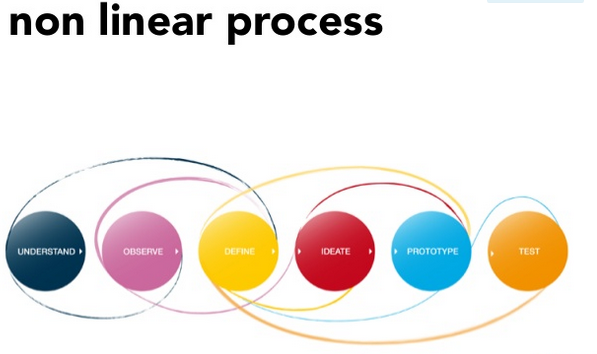 non linear process
UNDERSTAND
OBSERVE
DEFINE
IDEATE
PROTOTYPE
TEST